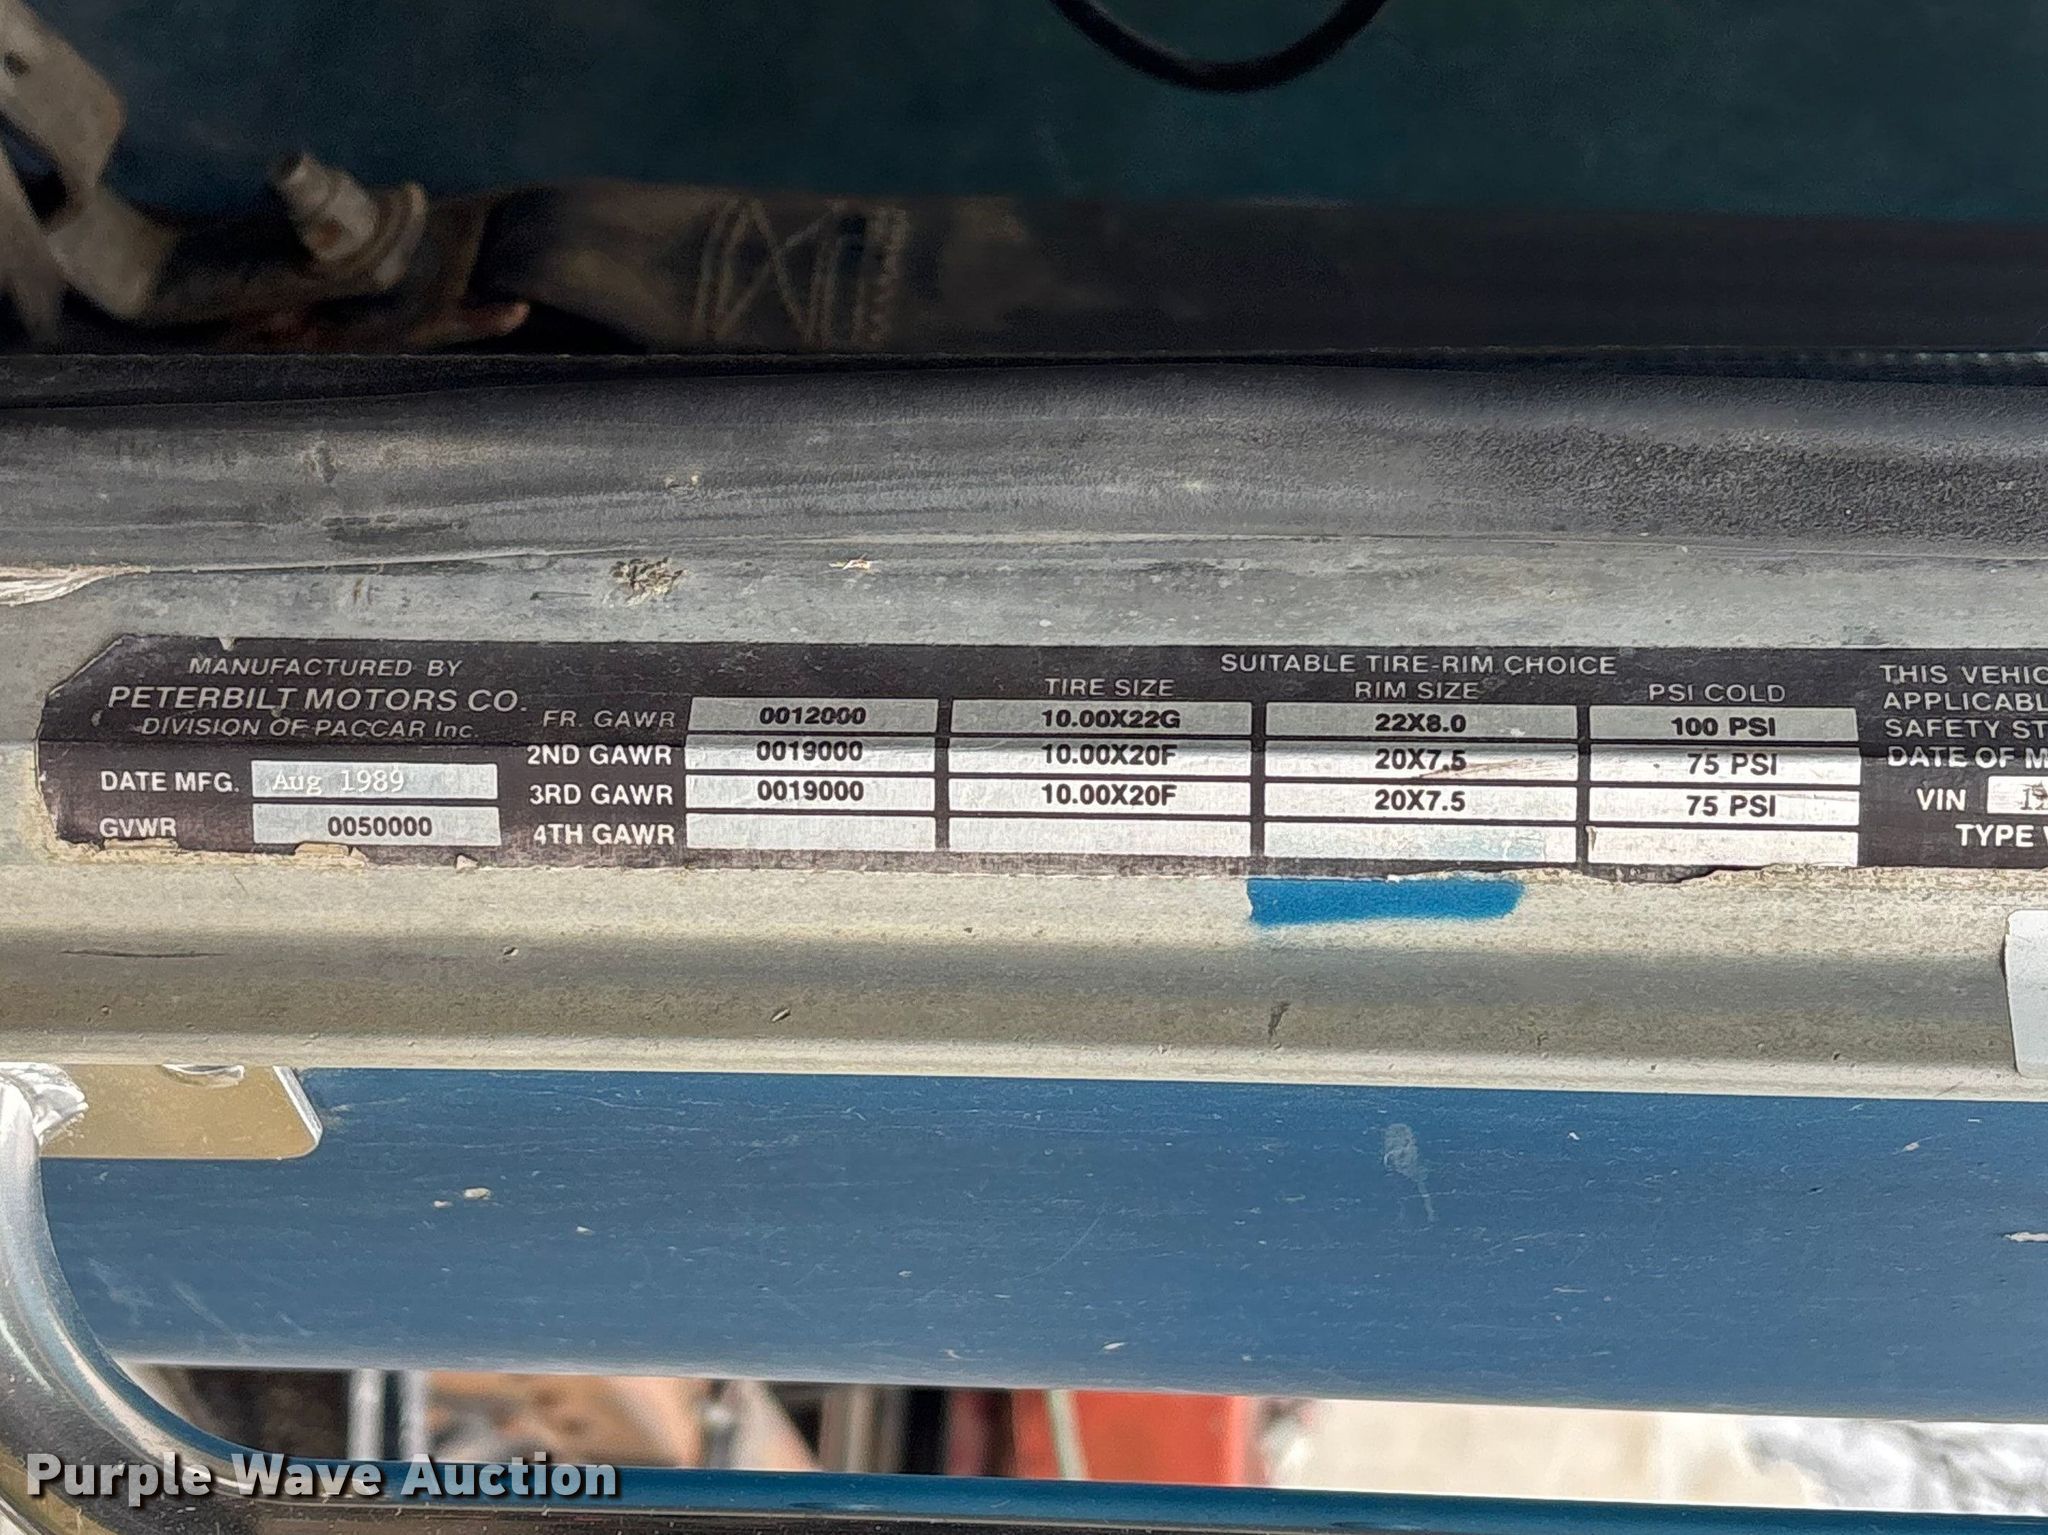 MANUFACTURED BY
PETERBILT MOTORS CO.
DIVISION OF PACCAR Inc.
DATE MFG. Aug 1989
GVWR 0050000
SUITABLE TIRE-RIM CHOICE
TIRE SIZE RIM SIZE PSI COLD
FR. GAWR 0012000 10.00X22G 22X8.0 100 PSI
2ND GAWR 0019000 10.00X20F 20X7.5 75 PSI
3RD GAWR 0019000 10.00X20F 20X7.5 75 PSI
4TH GAWR
THIS VEHIC
APPLICABL
SAFETY ST
DATE OF M
VIN
TYPE
Purple Wave Auction